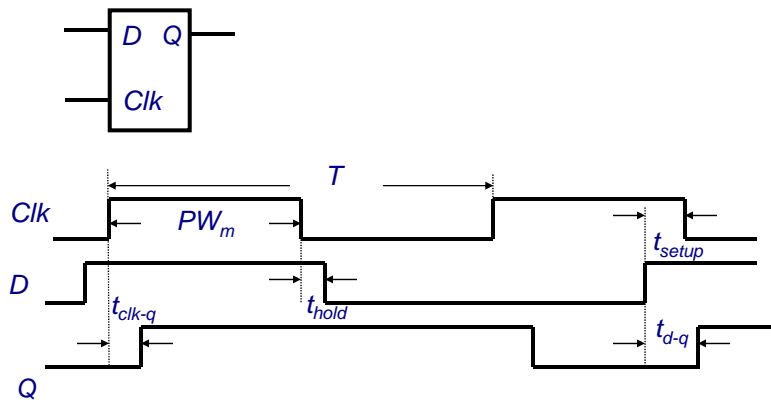 D Q
Clk
T
Clk
PWm
tsetup
D
tclk-q
thold
td-q
Q